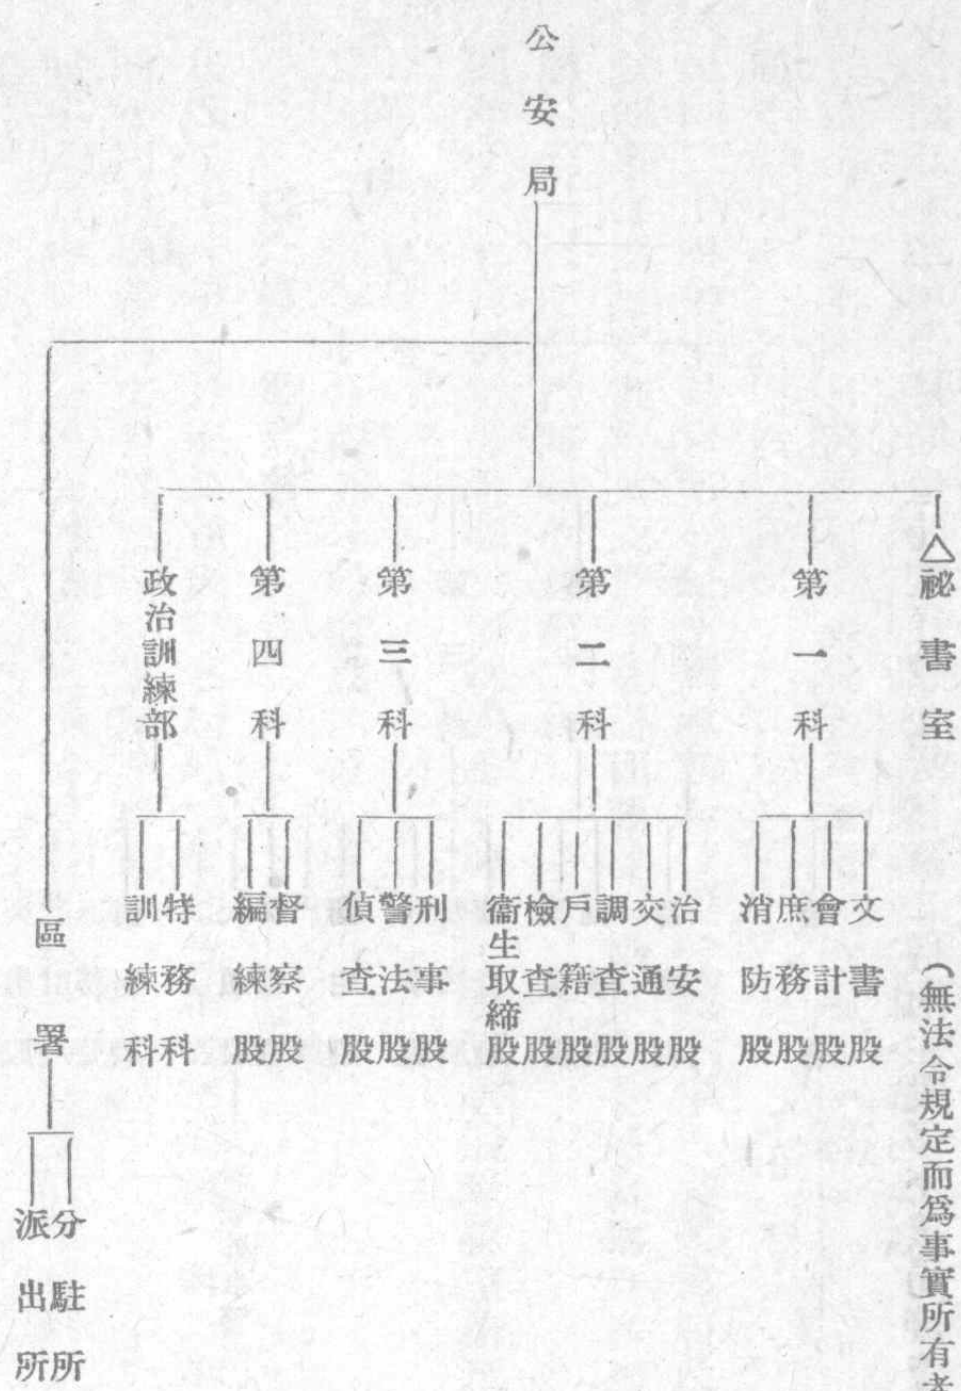 公安局
△祕書室
(無法令規定而爲事實所有者
第一科
文書股
會計股
庶務股
消防股
第二科
治安股
交通股
調查股
戶籍股
檢查股
衞生取締股
第三科
刑事股
警法股
偵查股
第四科
督察股
編練股
政治訓練部
特務科
訓練科
區署
分駐所
派出所